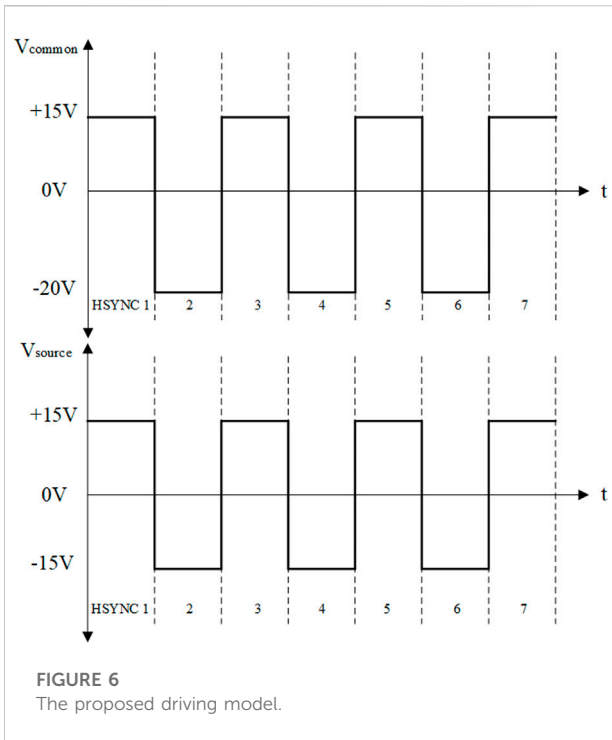 Vcommon
+15V
0V
t
-20V
HSYNC 1 2 3 4 5 6 7
Vsource
+15V
0V
t
-15V
HSYNC 1 2 3 4 5 6 7
FIGURE 6
The proposed driving model.